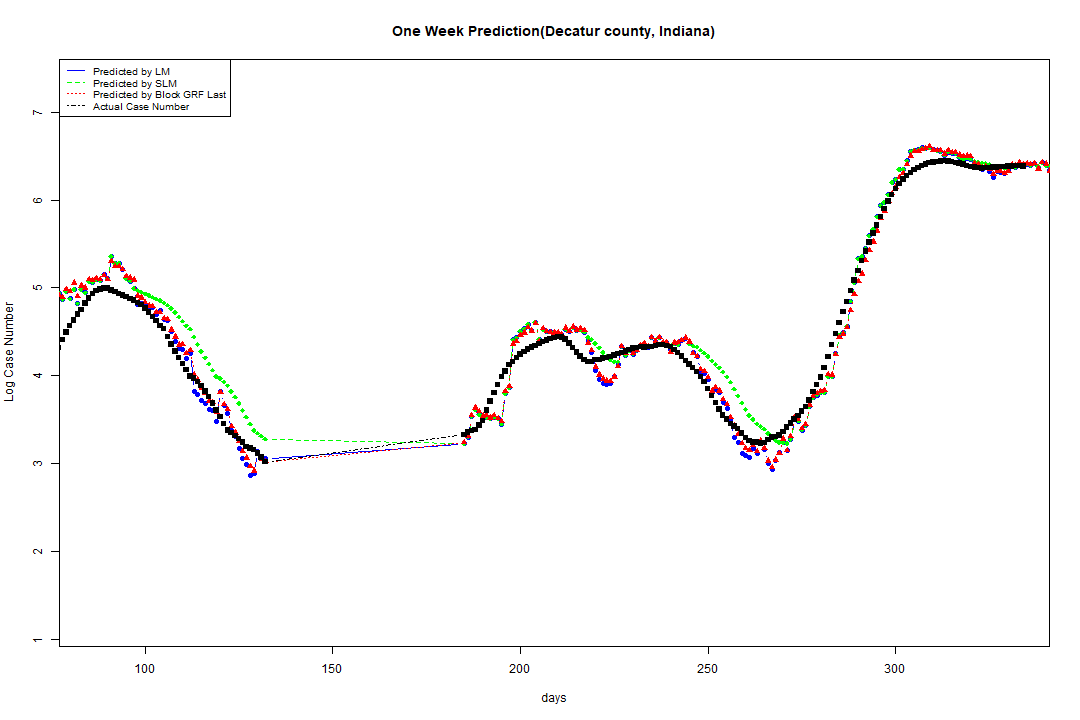 One Week Prediction(Decatur county, Indiana)
Predicted by LM
Predicted by SLM
Predicted by Block GRF Last
Actual Case Number
7
6
5
4
3
2
1
Log Case Number
100 150 200 250 300
days